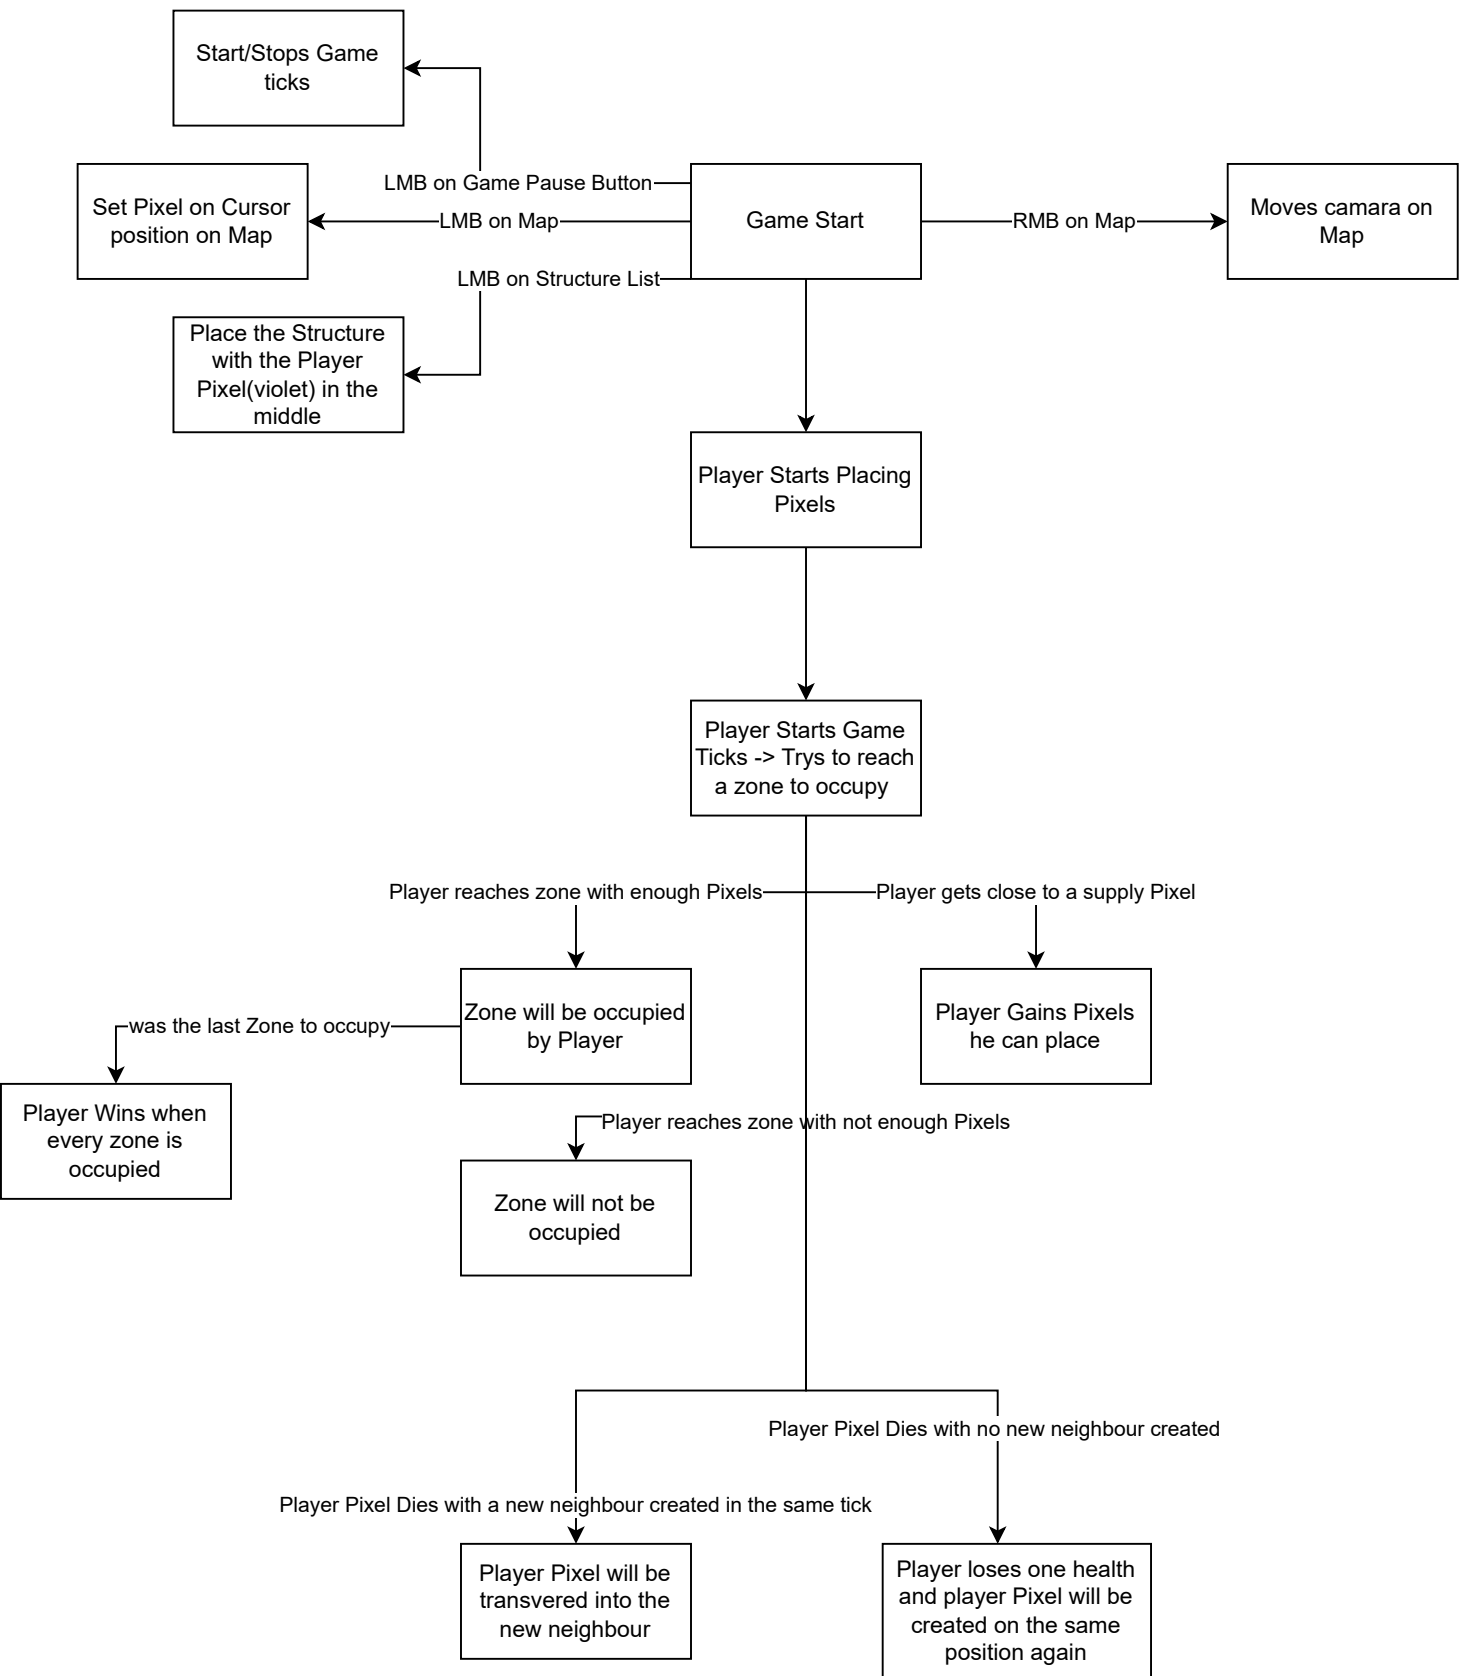 Start/Stops Game
ticks
LMB on Game Pause Button
Set Pixel on Cursor
position on Map
LMB on Map
Game Start
RMB on Map
Moves camara on
Map
LMB on Structure List
Place the Structure
with the Player
Pixel(violet) in the
middle
Player Starts Placing
Pixels
Player Starts Game
Ticks -> Trys to reach
a zone to occupy
Player reaches zone with enough Pixels
Player gets close to a supply Pixel
Zone will be occupied
by Player
Player Gains Pixels
he can place
was the last Zone to occupy
Player Wins when
every zone is
occupied
Player reaches zone with not enough Pixels
Zone will not be
occupied
Player Pixel Dies with no new neighbour created
Player Pixel Dies with a new neighbour created in the same tick
Player Pixel will be
transvered into the
new neighbour
Player loses one health
and player Pixel will be
created on the same
position again